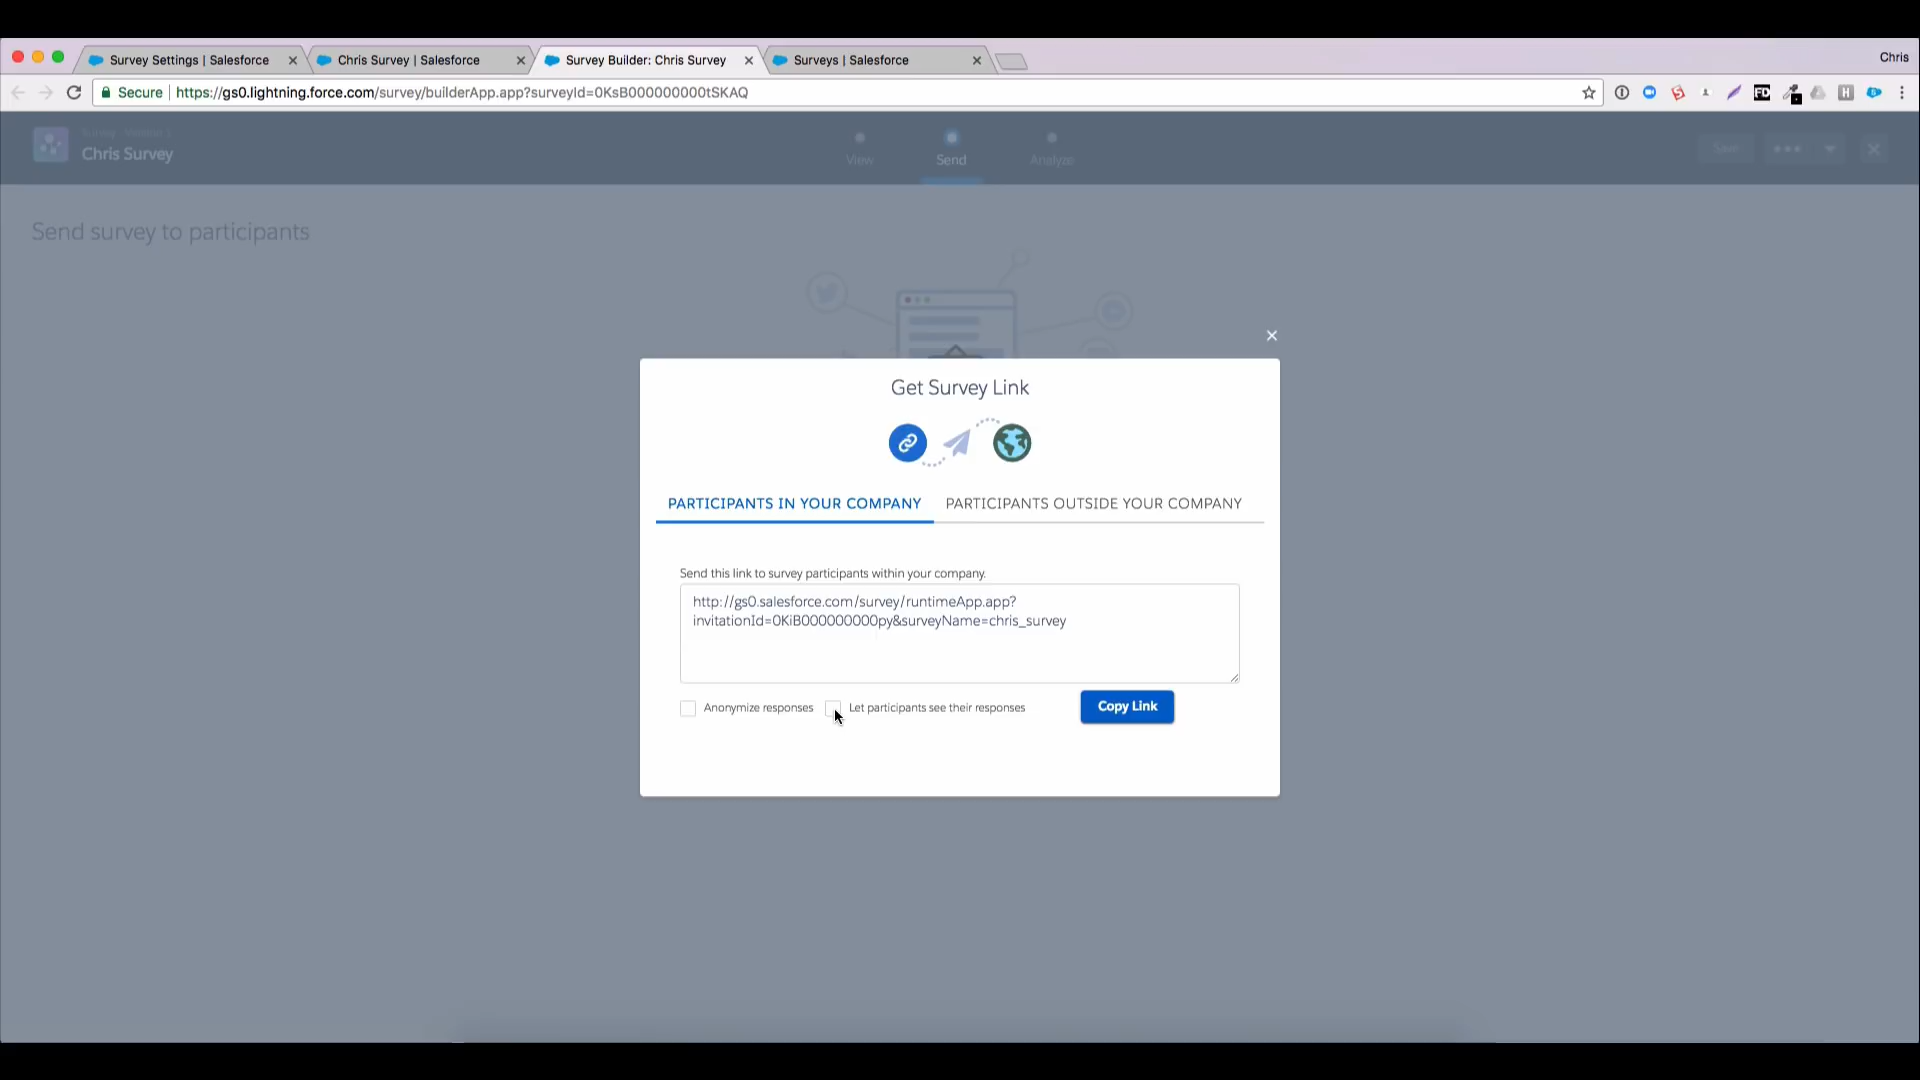 Survey Settings | Salesforce
Chris Survey | Salesforce
Survey Builder: Chris Survey
Surveys | Salesforce
Chris
Secure
https://gs0.lightning.force.com/survey/builderApp.app?surveyId=0KsB000000000tSKAQ
FD
H
Chris Survey
View
Send
Analyze
Save
Send survey to participants
Get Survey Link
PARTICIPANTS IN YOUR COMPANY
PARTICIPANTS OUTSIDE YOUR COMPANY
Send this link to survey participants within your company.
http://gs0.salesforce.com/survey/runtimeApp.app?
invitationId=0KiB000000000py&surveyName=chris_survey
Anonymize responses
Let participants see their responses
Copy Link